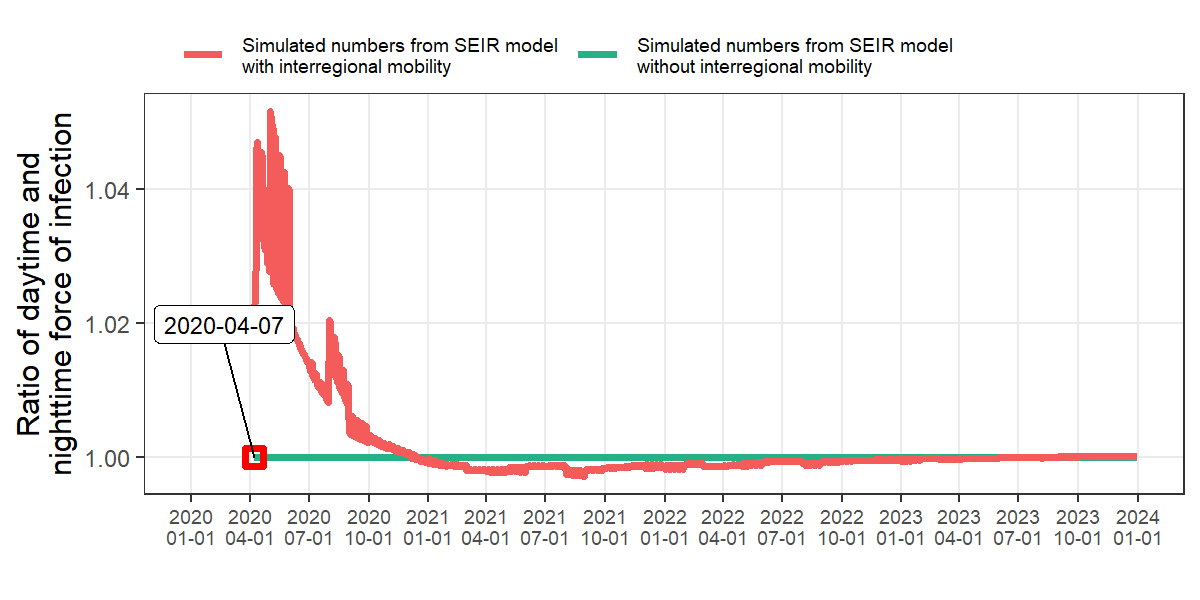 Simulated numbers from SEIR model
with interregional mobility
Simulated numbers from SEIR model
without interregional mobility
Ratio of daytime and
nighttime force of infection
1.04
1.02
1.00
2020-04-07
2020 2020 2020 2020 2021 2021 2021 2021 2022 2022 2022 2022 2023 2023 2023 2023 2024
01-01 04-01 07-01 10-01 01-01 04-01 07-01 10-01 01-01 04-01 07-01 10-01 01-01 04-01 07-01 10-01 01-01